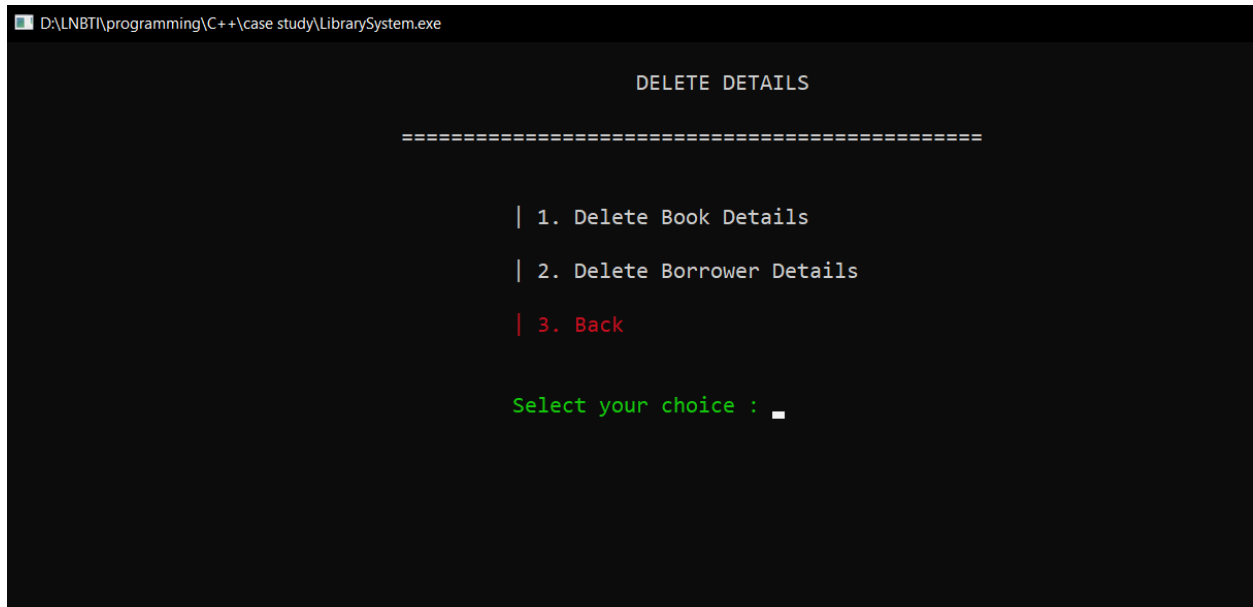 D:\LNBTI\programming\C++\case study\LibrarySystem.exe
DELETE DETAILS
===============================================
| 1. Delete Book Details
| 2. Delete Borrower Details
| 3. Back
Select your choice : _